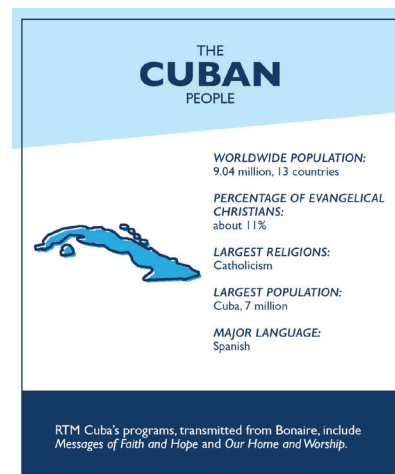 THE
CUBAN
PEOPLE
WORLDWIDE POPULATION:
9.04 million, 13 countries
PERCENTAGE OF EVANGELICAL
CHRISTIANS:
about 11%
LARGEST RELIGIONS:
Catholicism
LARGEST POPULATION:
Cuba, 7 million
MAJOR LANGUAGE:
Spanish
RTM Cuba's programs, transmitted from Bonaire, include
Messages of Faith and Hope and Our Home and Worship.